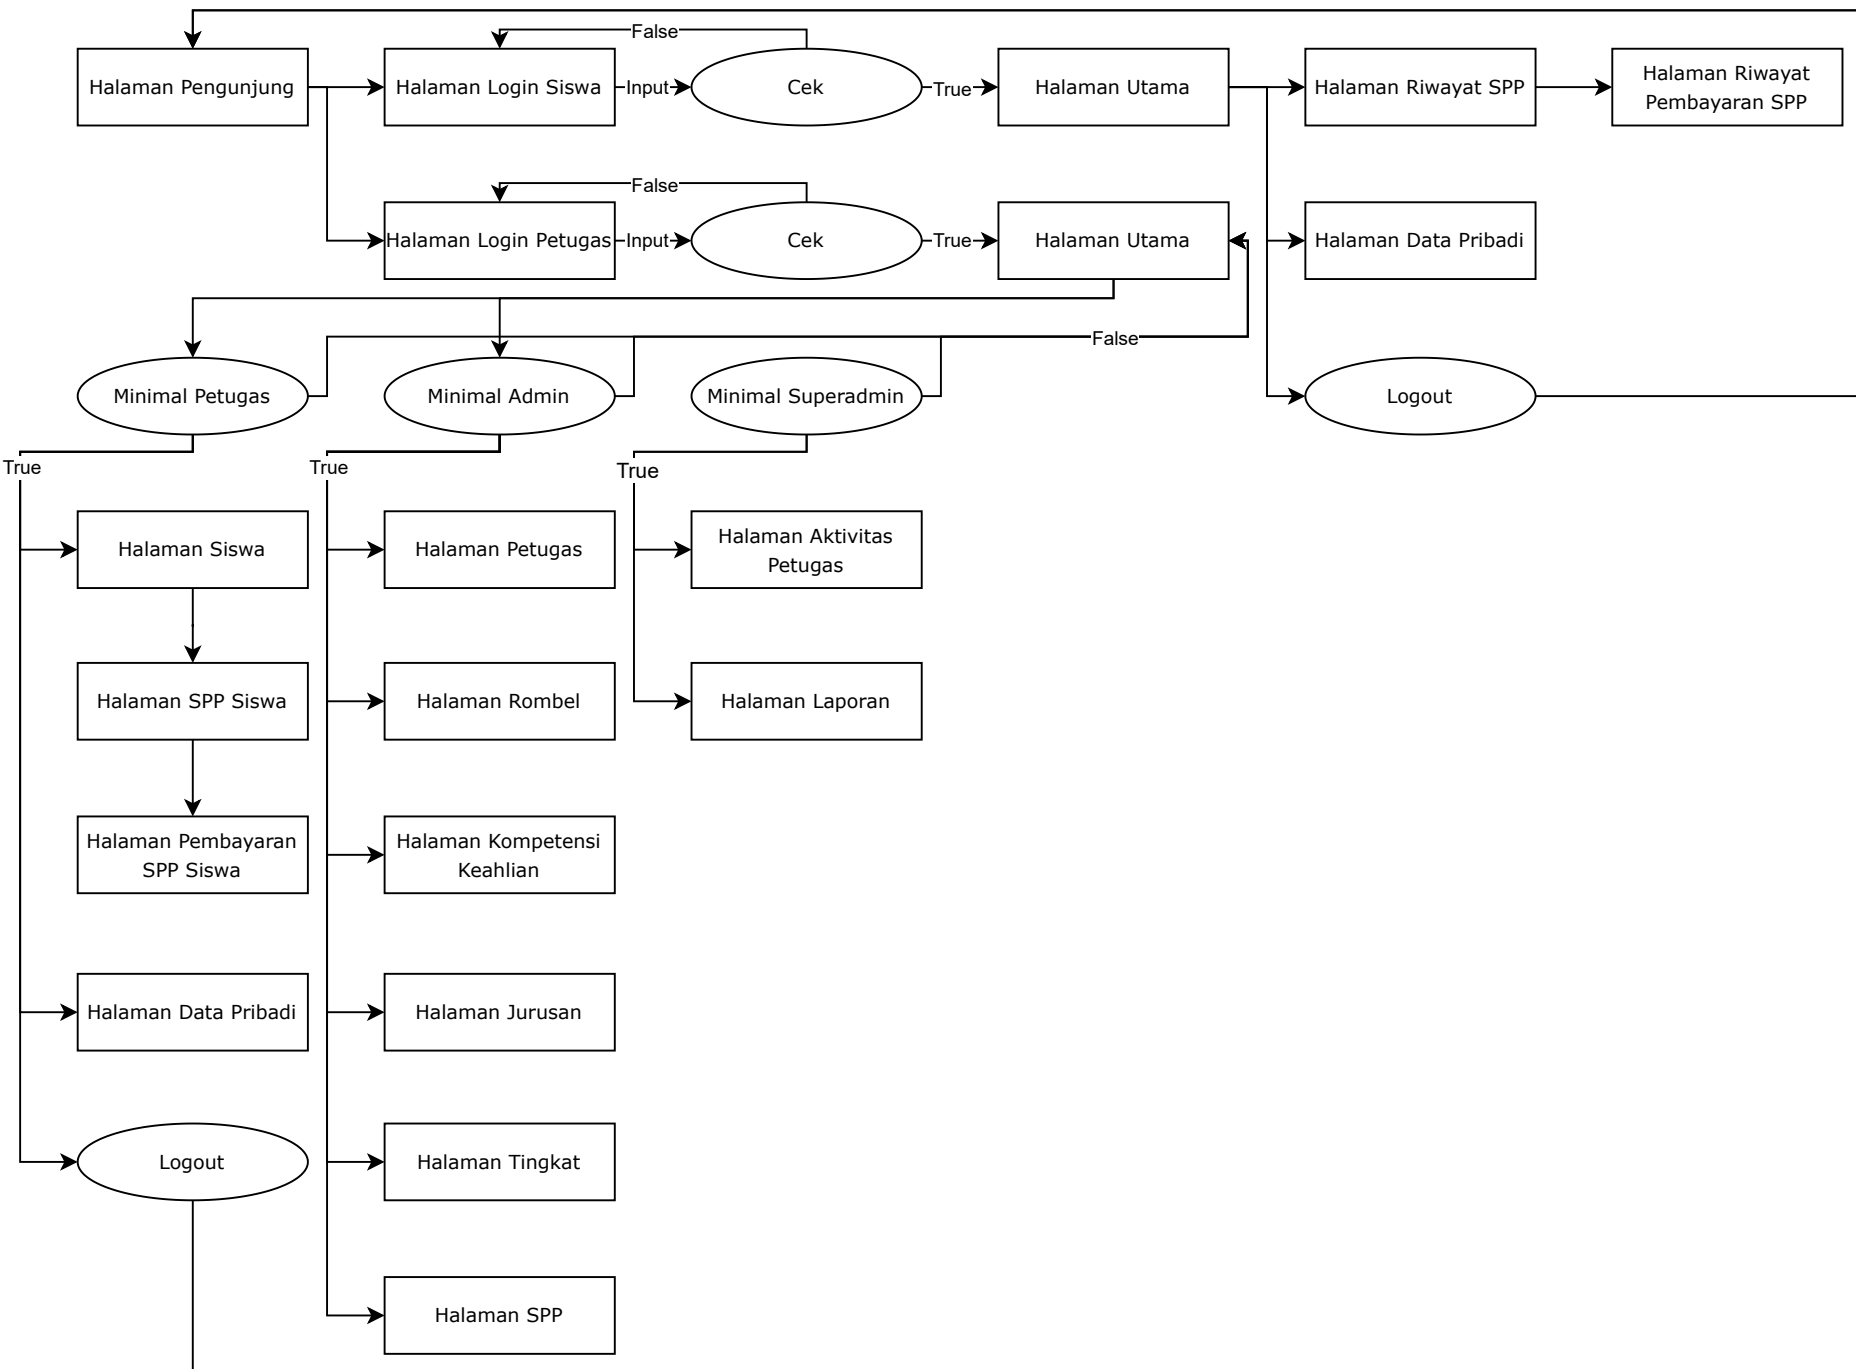 False
Halaman Pengunjung
Halaman Login Siswa
Input
Cek
True
Halaman Utama
Halaman Riwayat SPP
Halaman Riwayat
Pembayaran SPP
False
Halaman Login Petugas
Input
Cek
True
Halaman Utama
Halaman Data Pribadi
False
Minimal Petugas
Minimal Admin
Minimal Superadmin
Logout
True
True
True
Halaman Siswa
Halaman Petugas
Halaman Aktivitas
Petugas
Halaman SPP Siswa
Halaman Rombel
Halaman Laporan
Halaman Pembayaran
SPP Siswa
Halaman Kompetensi
Keahlian
Halaman Data Pribadi
Halaman Jurusan
Logout
Halaman Tingkat
Halaman SPP